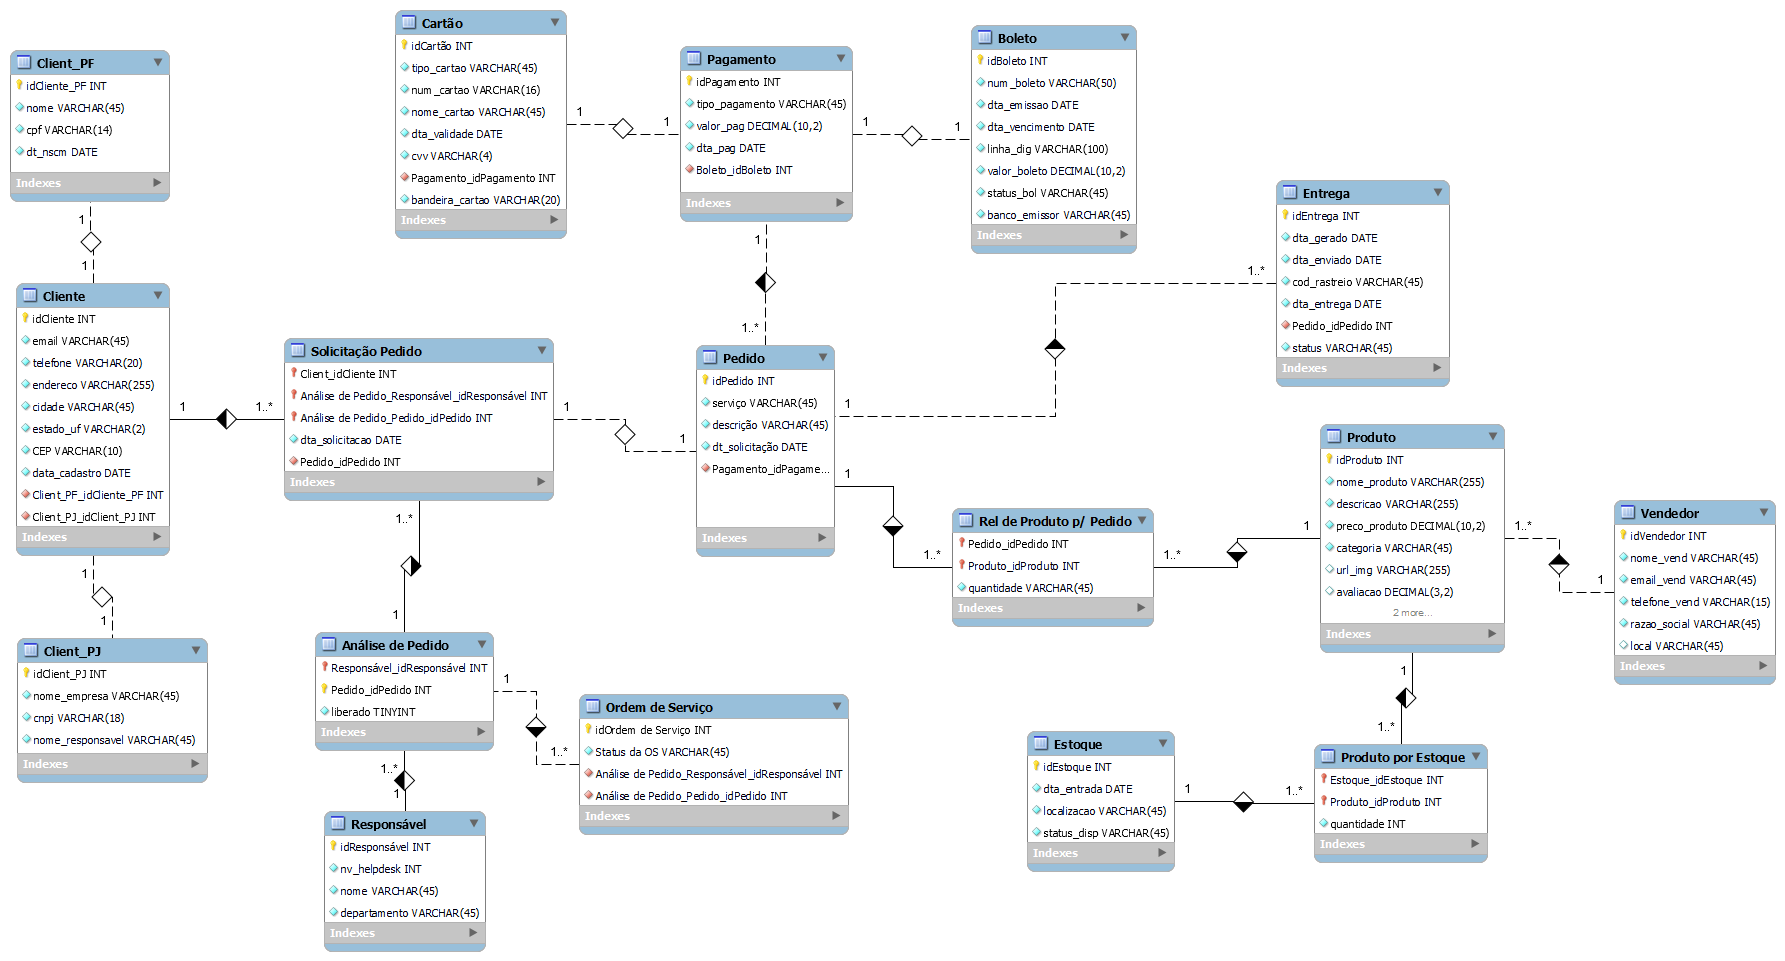 Client_PF
idCliente_PF INT
nome VARCHAR(45)
cpf VARCHAR(14)
dt_nscm DATE
Indexes
1
1
Cliente
idCliente INT
email VARCHAR(45)
telefone VARCHAR(20)
endereco VARCHAR(255)
cidade VARCHAR(45)
estado_uf VARCHAR(2)
CEP VARCHAR(10)
data_cadastro DATE
Client_PF_idCliente_PF INT
Client_PJ_idClient_PJ INT
Indexes
1
1
Client_PJ
idClient_PJ INT
nome_empresa VARCHAR(45)
cnpj VARCHAR(18)
nome_responsavel VARCHAR(45)
Indexes
1
1..*
Solicitação Pedido
Client_idCliente INT
Análise de Pedido_Responsável_idResponsável INT
Análise de Pedido_Pedido_idPedido INT
dta_solicitacao DATE
Pedido_idPedido INT
Indexes
1..*
1
Análise de Pedido
Responsável_idResponsável INT
Pedido_idPedido INT
liberado TINYINT
Indexes
1..*
1
Responsável
idResponsável INT
nv_helpdesk INT
nome VARCHAR(45)
departamento VARCHAR(45)
Indexes
1
1..*
Ordem de Serviço
idOrdem de Serviço INT
Status da OS VARCHAR(45)
Análise de Pedido_Responsável_idResponsável INT
Análise de Pedido_Pedido_idPedido INT
Indexes
Cartão
idCartão INT
tipo_cartao VARCHAR(45)
num_cartao VARCHAR(16)
nome_cartao VARCHAR(45)
dta_validade DATE
cvv VARCHAR(4)
Pagamento_idPagamento INT
bandeira_cartao VARCHAR(20)
Indexes
1
1
Pagamento
idPagamento INT
tipo_pagamento VARCHAR(45)
valor_pag DECIMAL(10,2)
dta_pag DATE
Boleto_idBoleto INT
Indexes
1
1
Boleto
idBoleto INT
num_boleto VARCHAR(50)
dta_emissao DATE
dta_vencimento DATE
linha_dig VARCHAR(100)
valor_boleto DECIMAL(10,2)
status_bol VARCHAR(45)
banco_emissor VARCHAR(45)
Indexes
1
1..*
1
1
Pedido
idPedido INT
serviço VARCHAR(45)
descrição VARCHAR(45)
dt_solicitação DATE
Pagamento_idPagame...
Indexes
1
1..*
Entrega
idEntrega INT
dta_gerado DATE
dta_enviado DATE
cod_rastreio VARCHAR(45)
dta_entrega DATE
Pedido_idPedido INT
status VARCHAR(45)
Indexes
1
1..*
Rel de Produto p/ Pedido
Pedido_idPedido INT
Produto_idProduto INT
quantidade VARCHAR(45)
Indexes
1..*
1
Produto
idProduto INT
nome_produto VARCHAR(255)
descricao VARCHAR(255)
preco_produto DECIMAL(10,2)
categoria VARCHAR(45)
url_img VARCHAR(255)
avaliacao DECIMAL(3,2)
2 more...
Indexes
1..*
1
Vendedor
idVendedor INT
nome_vend VARCHAR(45)
email_vend VARCHAR(45)
telefone_vend VARCHAR(15)
razao_social VARCHAR(45)
local VARCHAR(45)
Indexes
1
1..*
Estoque
idEstoque INT
dta_entrada DATE
localizacao VARCHAR(45)
status_disp VARCHAR(45)
Indexes
1
1..*
Produto por Estoque
Estoque_idEstoque INT
Produto_idProduto INT
quantidade INT
Indexes